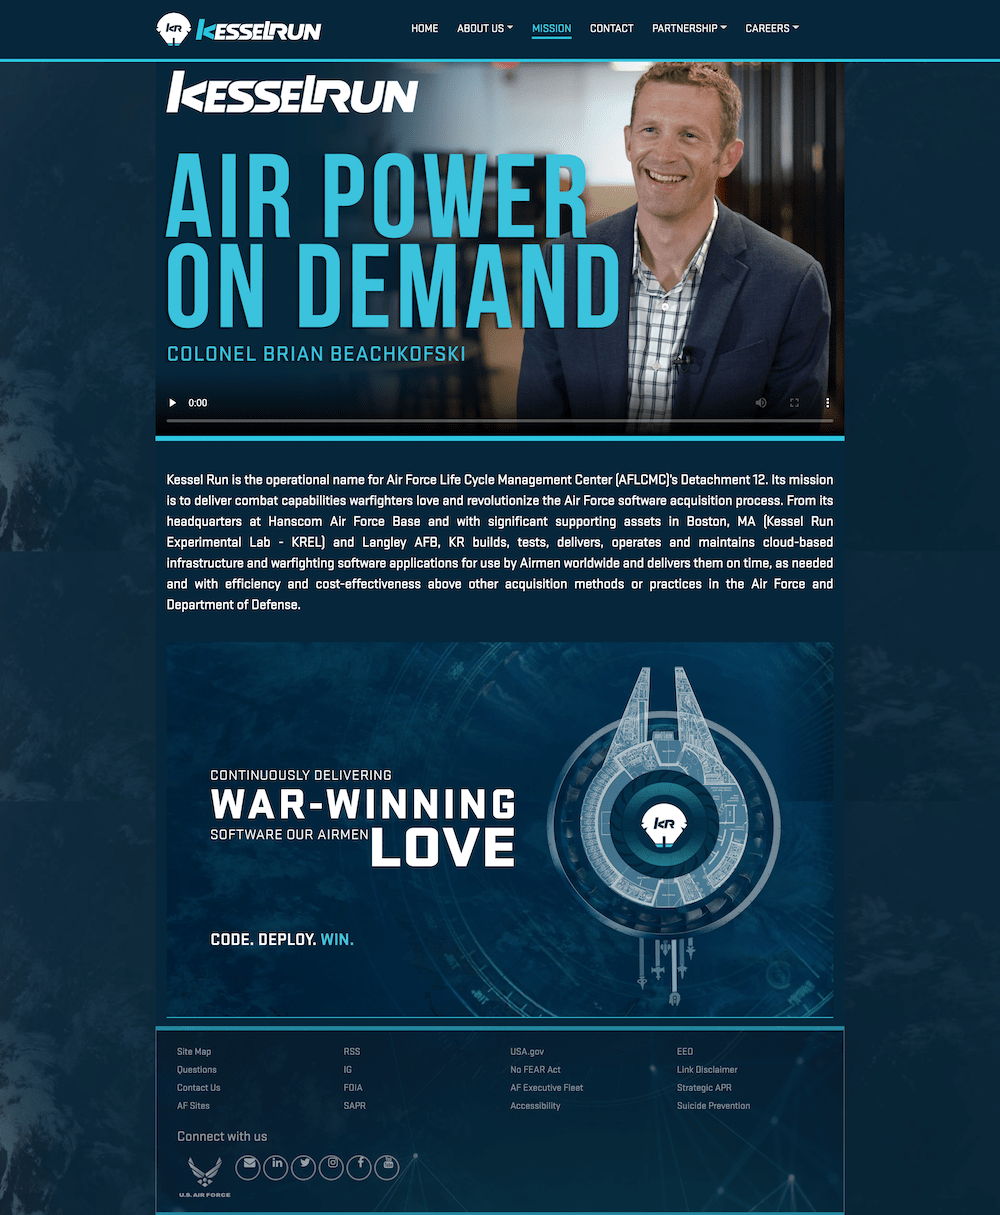 KR KESSELRUN HOME ABOUT US MISSION CONTACT PARTNERSHIP CAREERS
KESSELRUN
AIR POWER
ON DEMAND
COLONEL BRIAN BEACHKOFSKI
0:00
Kessel Run is the operational name for Air Force Life Cycle Management Center (AFLCMC)'s Detachment 12. Its mission
is to deliver combat capabilities warfighters love and revolutionize the Air Force software acquisition process. From its
headquarters at Hanscom Air Force Base and with significant supporting assets in Boston, MA (Kessel Run
Experimental Lab - KREL) and Langley AFB, KR builds, tests, delivers, operates and maintains cloud-based
infrastructure and warfighting software applications for use by Airmen worldwide and delivers them on time, as needed
and with efficiency and cost-effectiveness above other acquisition methods or practices in the Air Force and
Department of Defense.
CONTINUOUSLY DELIVERING
WAR-WINNING
SOFTWARE OUR AIRMEN LOVE
KR
CODE. DEPLOY. WIN.
Site Map RSS USA.gov EEO
Questions IG No FEAR Act Link Disclaimer
Contact Us FOIA AF Executive Fleet Strategic APR
AF Sites SAPR Accessibility Suicide Prevention
Connect with us
U.S. AIR FORCE